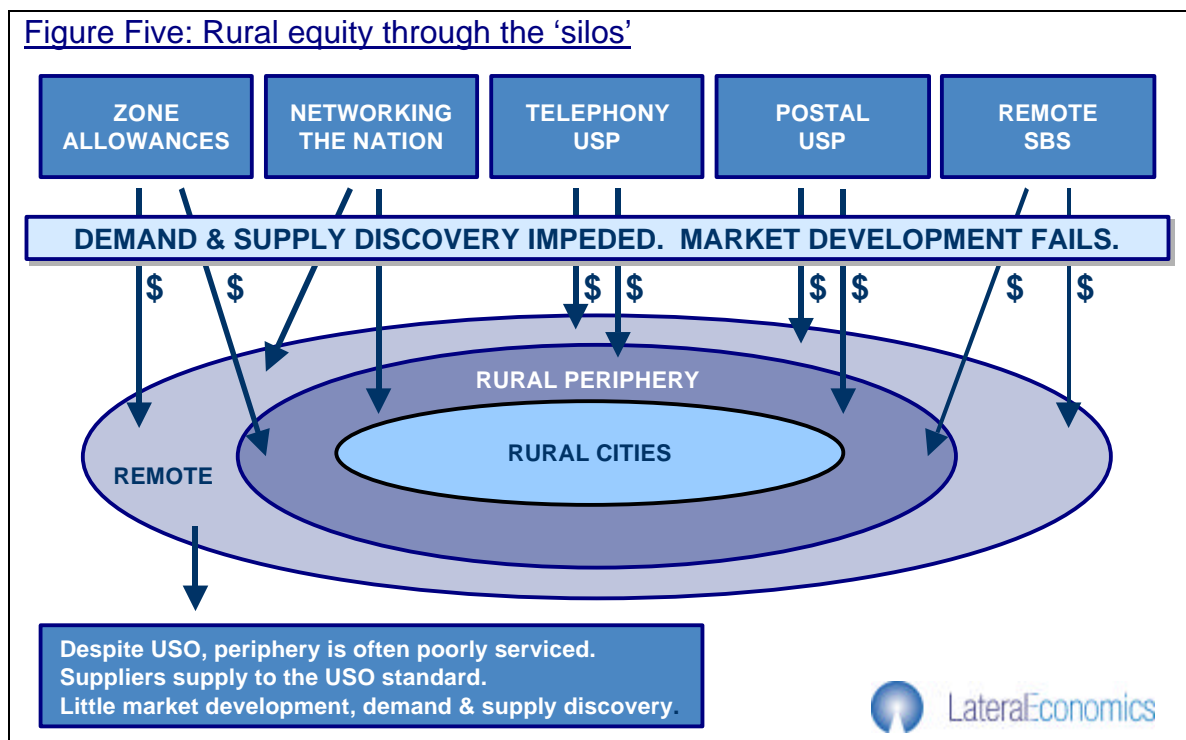 Figure Five: Rural equity through the ‘silos’
ZONE
ALLOWANCES
NETWORKING
THE NATION
TELEPHONY
USP
POSTAL
USP
REMOTE
SBS
DEMAND & SUPPLY DISCOVERY IMPEDED. MARKET DEVELOPMENT FAILS.
$ $ $ $ $ $ $ $
RURAL PERIPHERY
RURAL CITIES
REMOTE
Despite USO, periphery is often poorly serviced.
Suppliers supply to the USO standard.
Little market development, demand & supply discovery.
LateralEconomics